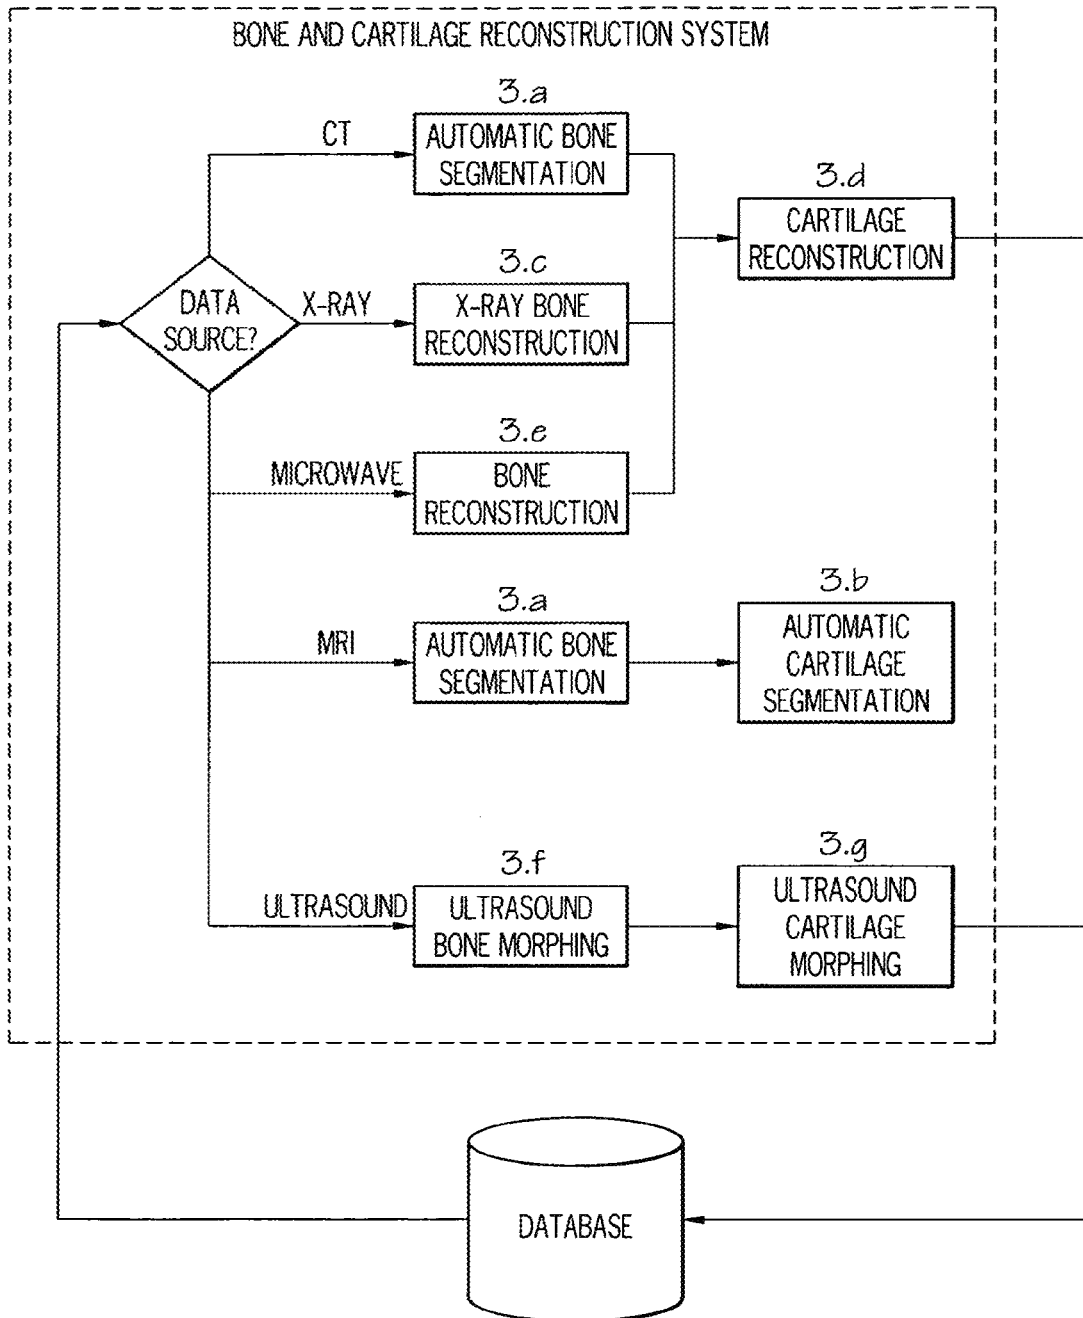 BONE AND CARTILAGE RECONSTRUCTION SYSTEM
3.a
CT
AUTOMATIC BONE
SEGMENTATION
3.d
CARTILAGE
RECONSTRUCTION
3.c
DATA
SOURCE?
X-RAY
X-RAY BONE
RECONSTRUCTION
3.e
MICROWAVE
BONE
RECONSTRUCTION
3.a
MRI
AUTOMATIC BONE
SEGMENTATION
3.b
AUTOMATIC
CARTILAGE
SEGMENTATION
3.f
ULTRASOUND
ULTRASOUND
BONE MORPHING
3.g
ULTRASOUND
CARTILAGE
MORPHING
DATABASE